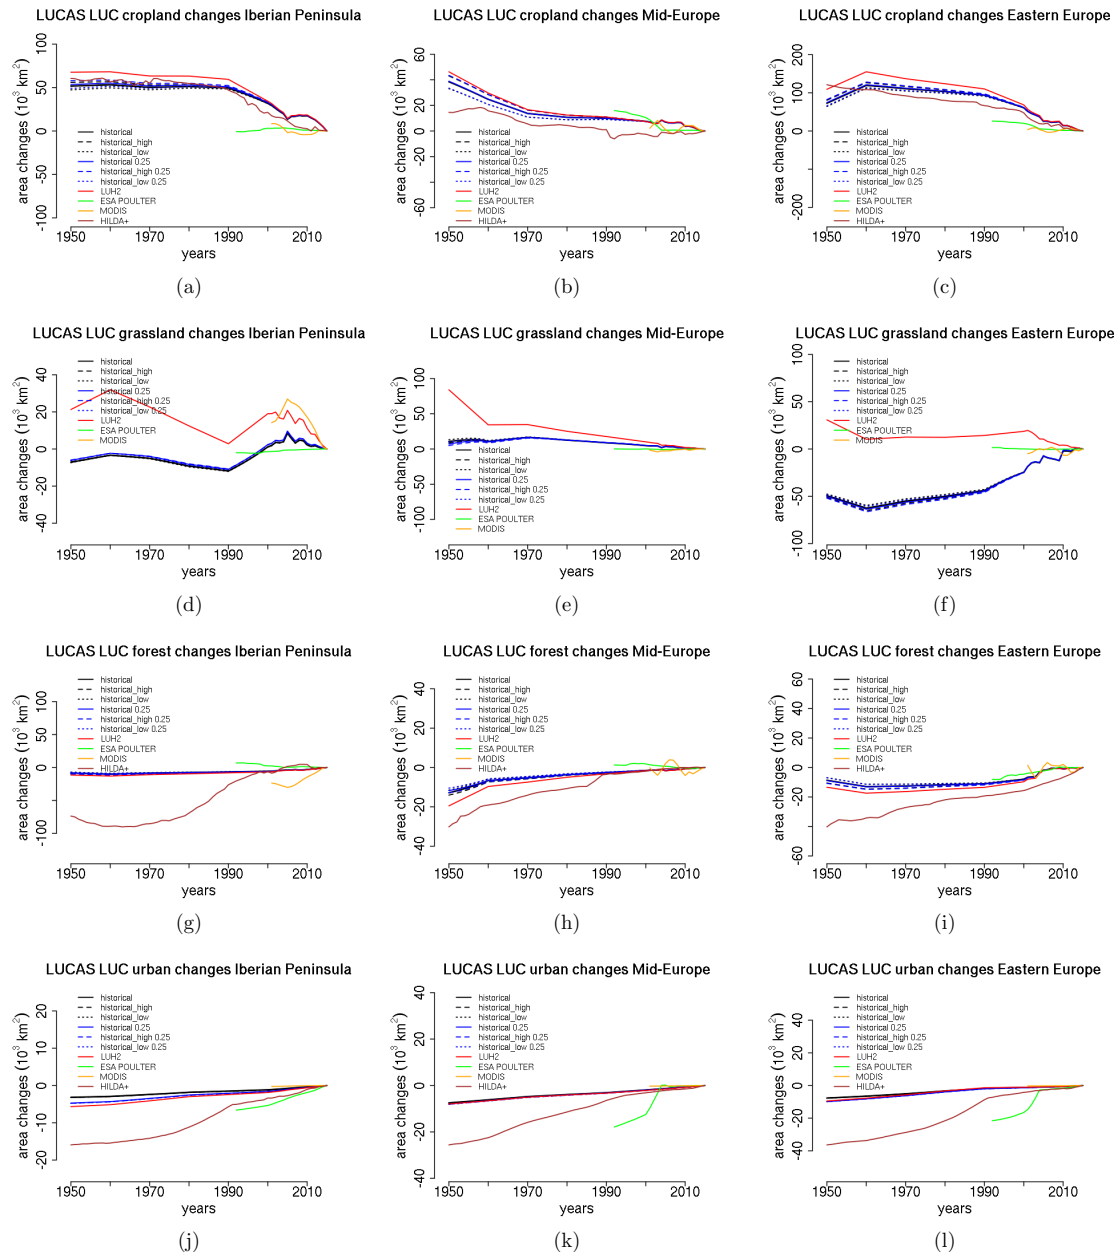 LUCAS LUC cropland changes Iberian Peninsula
area changes (10³ km²)
100
50
0
-50
-100
historical
historical_high
historical_low
historical 0.25
historical_high 0.25
historical_low 0.25
LUH2
ESA POULTER
MODIS
HILDA+
1950 1970 1990 2010
years
(a)
LUCAS LUC cropland changes Mid-Europe
area changes (10³ km²)
60
20
0
-20
-60
historical
historical_high
historical_low
historical 0.25
historical_high 0.25
historical_low 0.25
LUH2
ESA POULTER
MODIS
HILDA+
1950 1970 1990 2010
years
(b)
LUCAS LUC cropland changes Eastern Europe
area changes (10³ km²)
200
100
0
-200
historical
historical_high
historical_low
historical 0.25
historical_high 0.25
historical_low 0.25
LUH2
ESA POULTER
MODIS
HILDA+
1950 1970 1990 2010
years
(c)
LUCAS LUC grassland changes Iberian Peninsula
area changes (10³ km²)
40
20
0
-20
-40
historical
historical_high
historical_low
historical 0.25
historical_high 0.25
historical_low 0.25
LUH2
ESA POULTER
MODIS
1950 1970 1990 2010
years
(d)
LUCAS LUC grassland changes Mid-Europe
area changes (10³ km²)
100
50
0
-50
-100
historical
historical_high
historical_low
historical 0.25
historical_high 0.25
historical_low 0.25
LUH2
ESA POULTER
MODIS
1950 1970 1990 2010
years
(e)
LUCAS LUC grassland changes Eastern Europe
area changes (10³ km²)
100
50
0
-50
-100
historical
historical_high
historical_low
historical 0.25
historical_high 0.25
historical_low 0.25
LUH2
ESA POULTER
MODIS
1950 1970 1990 2010
years
(f)
LUCAS LUC forest changes Iberian Peninsula
area changes (10³ km²)
100
50
0
-100
historical
historical_high
historical_low
historical 0.25
historical_high 0.25
historical_low 0.25
LUH2
ESA POULTER
MODIS
HILDA+
1950 1970 1990 2010
years
(g)
LUCAS LUC forest changes Mid-Europe
area changes (10³ km²)
40
20
0
-20
-40
historical
historical_high
historical_low
historical 0.25
historical_high 0.25
historical_low 0.25
LUH2
ESA POULTER
MODIS
HILDA+
1950 1970 1990 2010
years
(h)
LUCAS LUC forest changes Eastern Europe
area changes (10³ km²)
60
40
20
0
-20
-60
historical
historical_high
historical_low
historical 0.25
historical_high 0.25
historical_low 0.25
LUH2
ESA POULTER
MODIS
HILDA+
1950 1970 1990 2010
years
(i)
LUCAS LUC urban changes Iberian Peninsula
area changes (10³ km²)
20
10
0
-10
-20
historical
historical_high
historical_low
historical 0.25
historical_high 0.25
historical_low 0.25
LUH2
ESA POULTER
MODIS
HILDA+
1950 1970 1990 2010
years
(j)
LUCAS LUC urban changes Mid-Europe
area changes (10³ km²)
40
20
0
-20
-40
historical
historical_high
historical_low
historical 0.25
historical_high 0.25
historical_low 0.25
LUH2
ESA POULTER
MODIS
HILDA+
1950 1970 1990 2010
years
(k)
LUCAS LUC urban changes Eastern Europe
area changes (10³ km²)
40
20
0
-20
-40
historical
historical_high
historical_low
historical 0.25
historical_high 0.25
historical_low 0.25
LUH2
ESA POULTER
MODIS
HILDA+
1950 1970 1990 2010
years
(l)